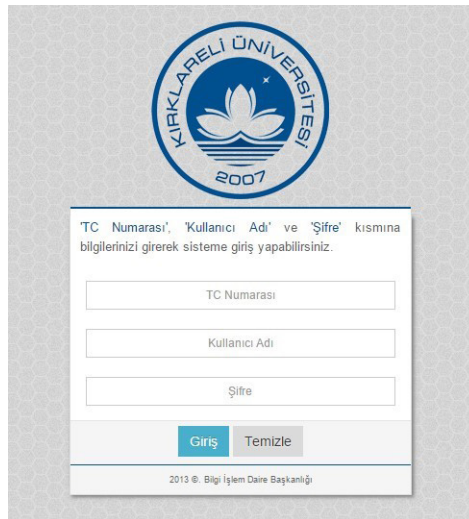 KIRKLARELİ ÜNİVERSİTESİ
2007
'TC Numarası', 'Kullanıcı Adı' ve 'Şifre' kısmına
bilgilerinizi girerek sisteme giriş yapabilirsiniz.
TC Numarası
Kullanıcı Adı
Şifre
Giriş Temizle
2013 ©. Bilgi İşlem Daire Başkanlığı